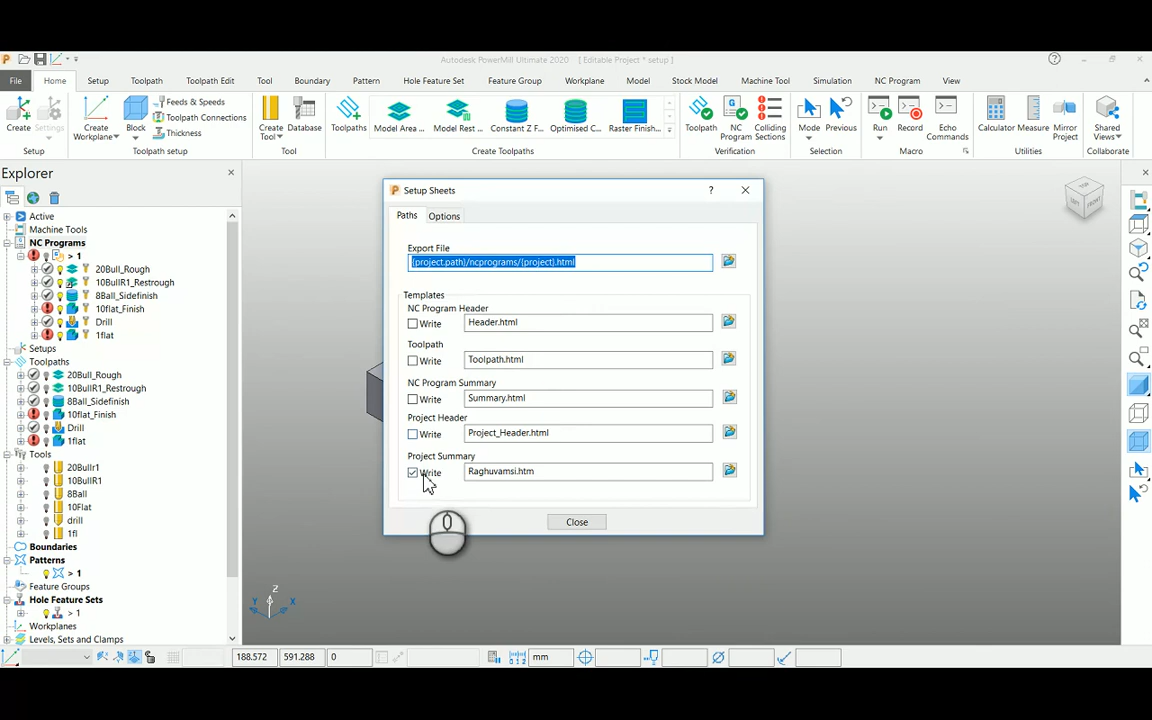 Autodesk PowerMill Ultimate 2020 [ Editable Project * setup ]
File Home Setup Toolpath Toolpath Edit Tool Boundary Pattern Hole Feature Set Feature Group Workplane Model Stock Model Machine Tool Simulation NC Program View
Create
Settings
Setup
Create Workplane
Block
Feeds & Speeds
Toolpath Connections
Thickness
Toolpath setup
Create Tool
Database
Tool
Toolpaths
Model Area ...
Model Rest ...
Constant Z F...
Optimised C...
Raster Finish...
Create Toolpaths
Toolpath
NC Program
Colliding Sections
Verification
Mode
Previous
Selection
Run
Record
Echo Commands
Macro
Calculator
Measure
Mirror Project
Utilities
Shared Views
Collaborate
Explorer
Active
Machine Tools
NC Programs
> 1
20Bull_Rough
10BullR1_Restrough
8Ball_Sidefinish
10flat_Finish
Drill
1flat
Setups
Toolpaths
20Bull_Rough
10BullR1_Restrough
8Ball_Sidefinish
10flat_Finish
Drill
1flat
Tools
20Bullr1
10BullR1
8Ball
10Flat
drill
1fl
Boundaries
Patterns
> 1
Feature Groups
Hole Feature Sets
> 1
Workplanes
Levels, Sets and Clamps
Setup Sheets
?
Paths Options
Export File
{project.path}/ncprograms/{project}.html
Templates
NC Program Header
Write Header.html
Toolpath
Write Toolpath.html
NC Program Summary
Write Summary.html
Project Header
Write Project_Header.html
Project Summary
Write Raghuvamsi.htm
Close
TOP
LEFT
FRONT
Z
Y
X
188.572 591.288 0 mm